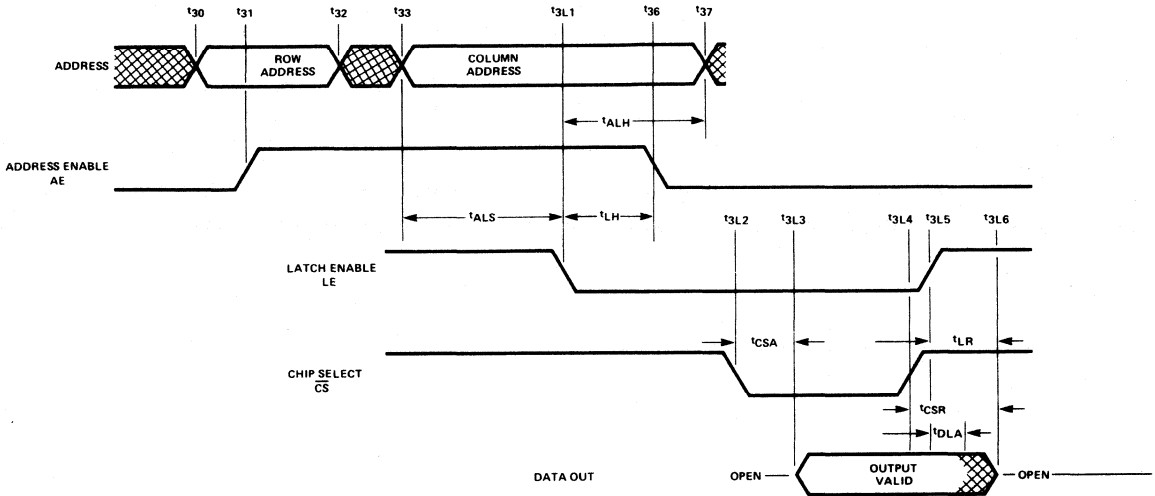 t30 t31 t32 t33 t3L1 t36 t37
ADDRESS
ROW
ADDRESS
COLUMN
ADDRESS
tALH
ADDRESS ENABLE
AE
tALS
tLH
t3L2 t3L3 t3L4 t3L5 t3L6
LATCH ENABLE
LE
tCSA
tLR
CHIP SELECT
CS
tCSR
tDLA
DATA OUT
OPEN
OUTPUT
VALID
OPEN